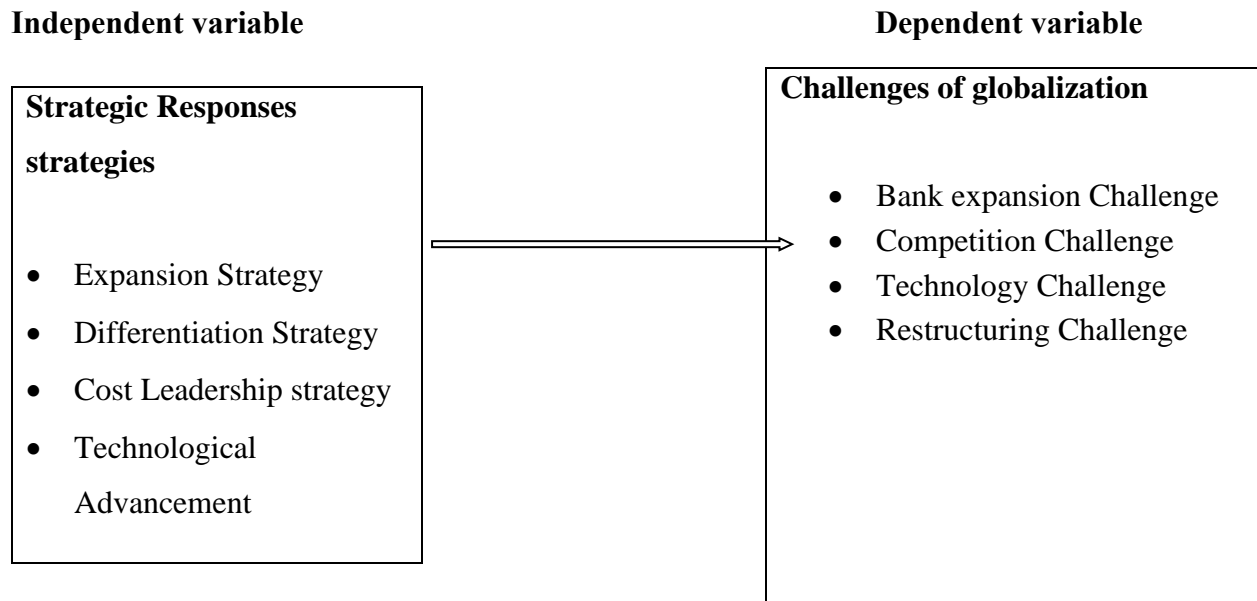 Independent variable
Dependent variable
Strategic Responses
strategies
• Expansion Strategy
• Differentiation Strategy
• Cost Leadership strategy
• Technological
Advancement
Challenges of globalization
• Bank expansion Challenge
• Competition Challenge
• Technology Challenge
• Restructuring Challenge